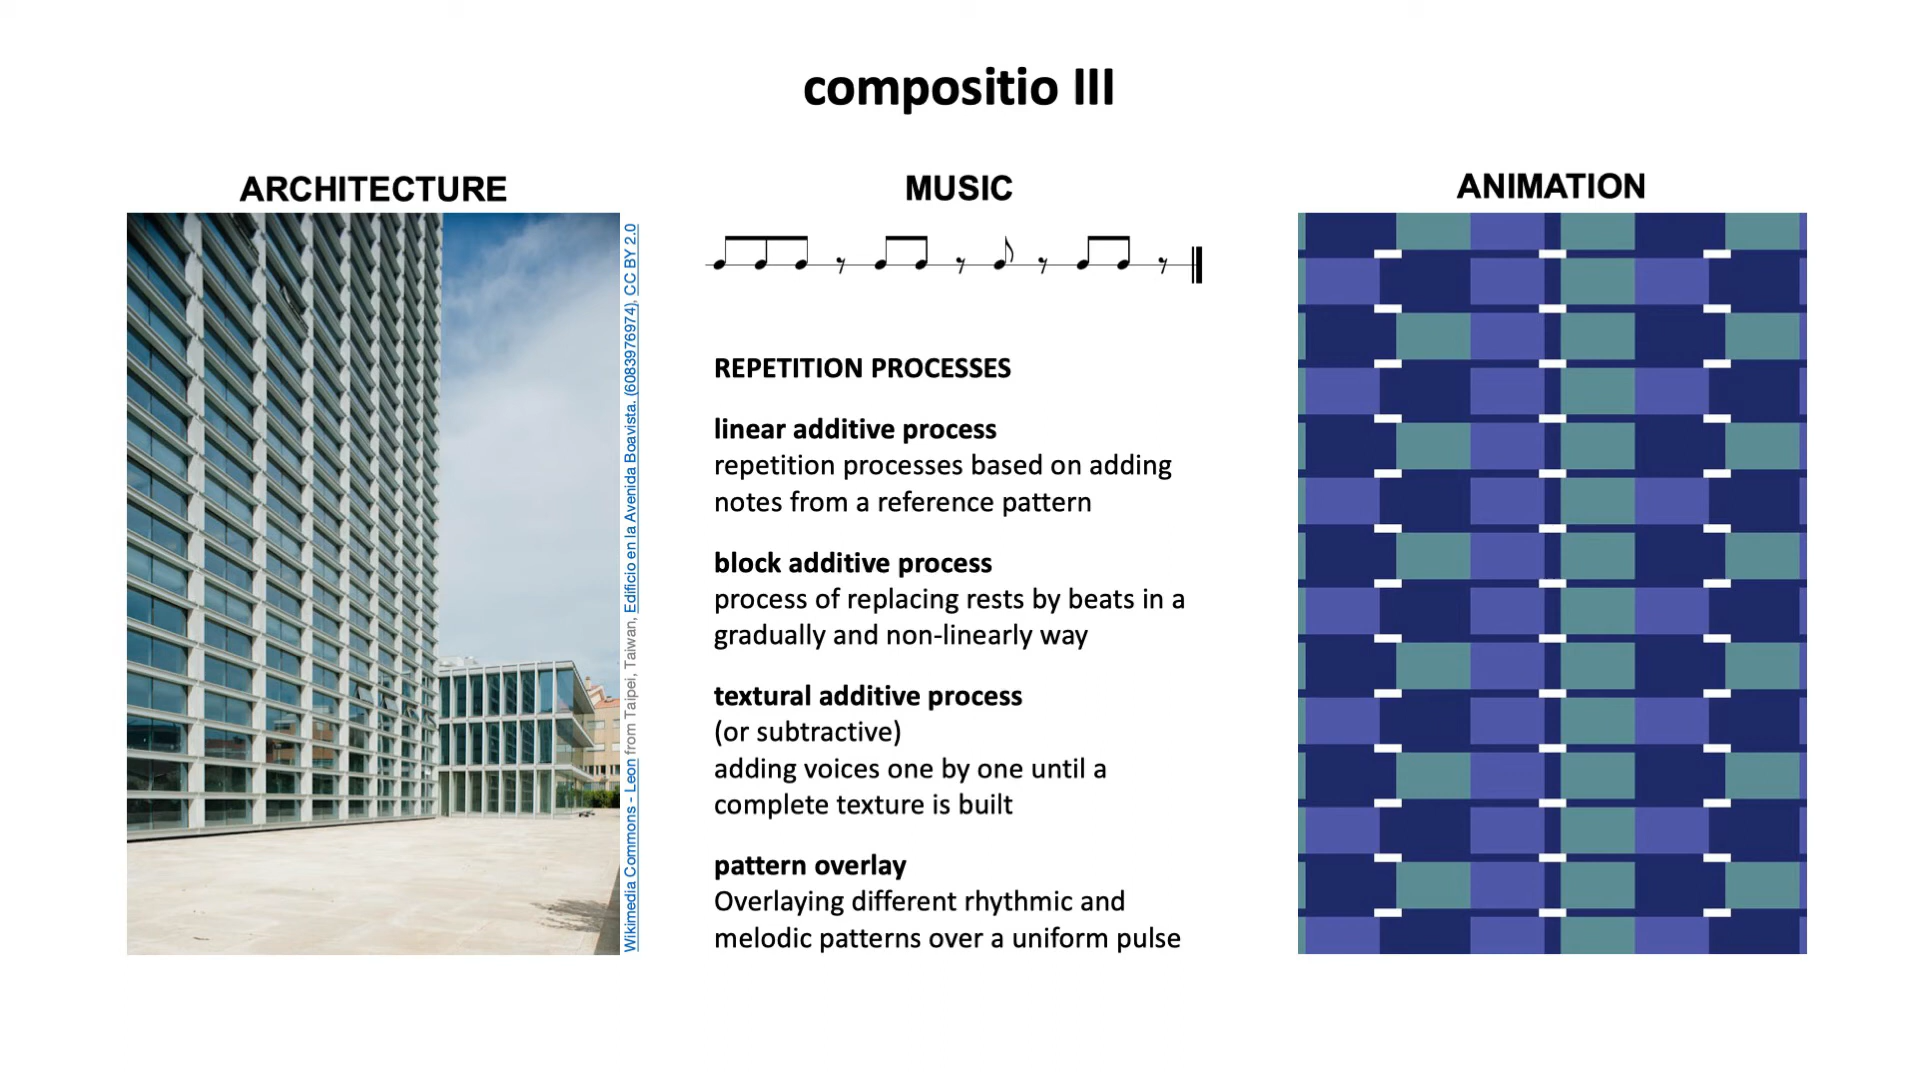 compositio III
ARCHITECTURE
Wikimedia Commons - Leon from Taipei, Taiwan, Edificio en la Avenida Boavista. (6083976974), CC BY 2.0
MUSIC
REPETITION PROCESSES
linear additive process
repetition processes based on adding
notes from a reference pattern
block additive process
process of replacing rests by beats in a
gradually and non-linearly way
textural additive process
(or subtractive)
adding voices one by one until a
complete texture is built
pattern overlay
Overlaying different rhythmic and
melodic patterns over a uniform pulse
ANIMATION